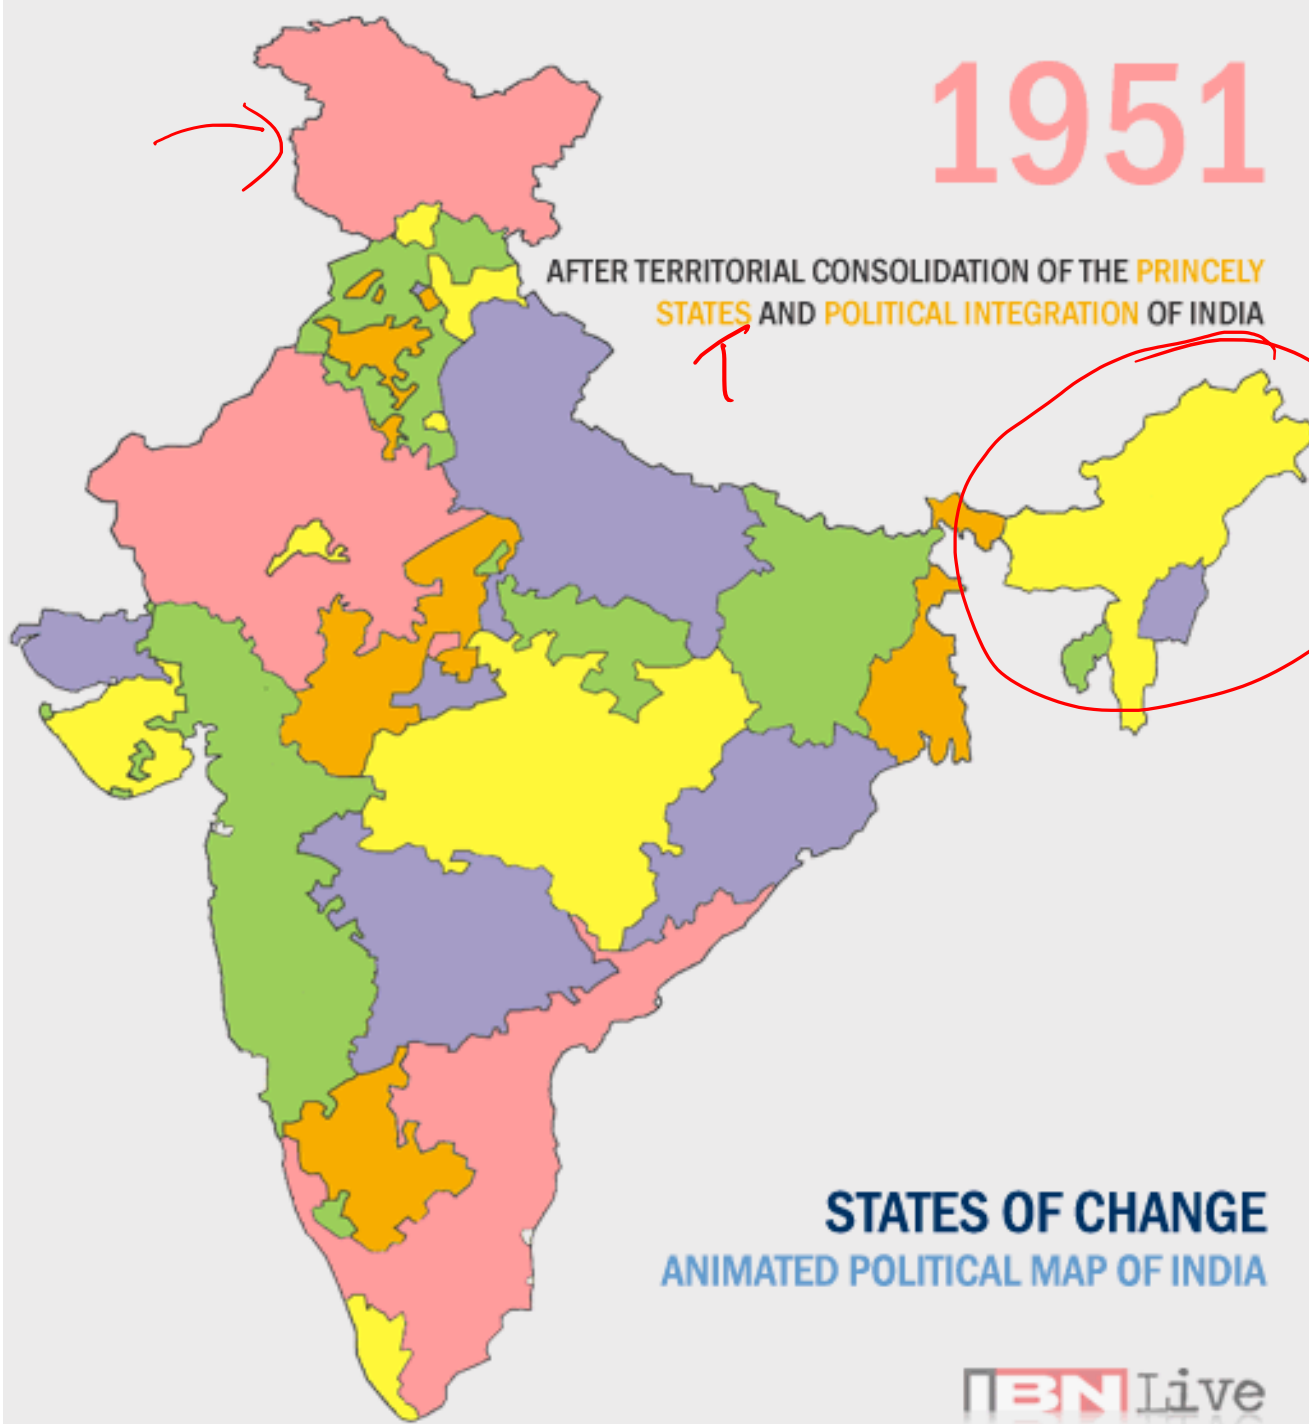 1951
AFTER TERRITORIAL CONSOLIDATION OF THE PRINCELY
STATES AND POLITICAL INTEGRATION OF INDIA
STATES OF CHANGE
ANIMATED POLITICAL MAP OF INDIA
IBN Live